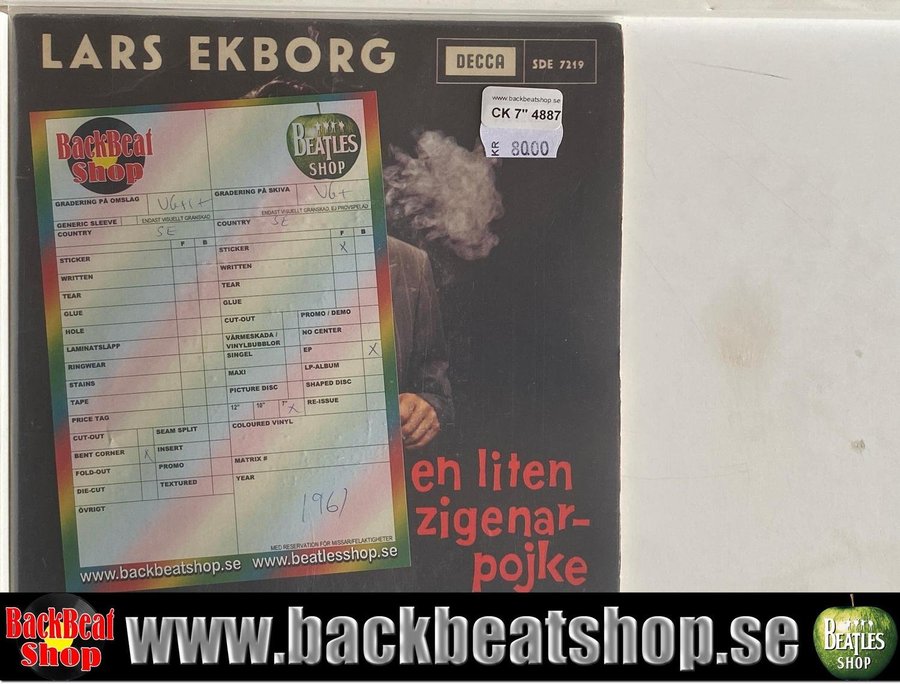 LARS EKBORG
DECCA SDE 7219
www.backbeatshop.se
CK 7" 4887
KR 80.00
BackBeat Shop
BEATLES SHOP
GRADERING PÅ OMSLAG VG++
GRADERING PÅ SKIVA VG+
GENERIC SLEEVE
ENDAST VISUELLT GRANSKAD
ENDAST VISUELLT GRANSKAD, EJ PROVSPELAD
COUNTRY SE
F B
STICKER
WRITTEN
TEAR
GLUE
HOLE
LAMINATSLÄPP
RINGWEAR
STAINS
TAPE
PRICE TAG
CUT-OUT
SEAM SPLIT
BENT CORNER X
INSERT
FOLD-OUT
PROMO
DIE-CUT
TEXTURED
ÖVRIGT
COUNTRY SE
F B
STICKER X
WRITTEN
TEAR
GLUE
CUT-OUT
PROMO / DEMO
VÄRMESKADA /
VINYLBUBBLOR
NO CENTER
SINGEL
EP X
MAXI
LP-ALBUM
PICTURE DISC
SHAPED DISC
12" 10" 7" X
RE-ISSUE
COLOURED VINYL
MATRIX #
YEAR
1961
MED RESERVATION FÖR MISSAR/FELAKTIGHETER
www.backbeatshop.se www.beatlesshop.se
en liten
zigenar-
pojke
BackBeat Shop
www.backbeatshop.se
BEATLES SHOP